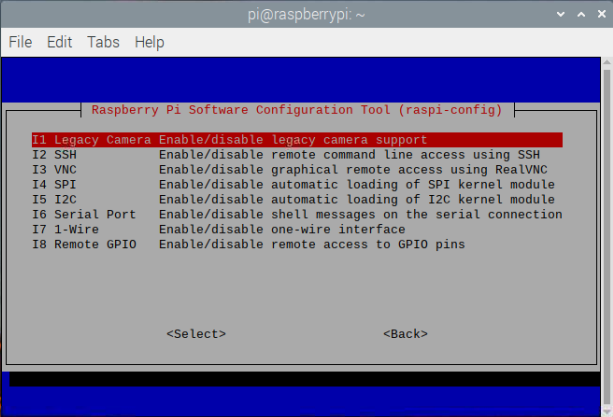 pi@raspberrypi: ~
File Edit Tabs Help
Raspberry Pi Software Configuration Tool (raspi-config)
I1 Legacy Camera Enable/disable legacy camera support
I2 SSH Enable/disable remote command line access using SSH
I3 VNC Enable/disable graphical remote access using RealVNC
I4 SPI Enable/disable automatic loading of SPI kernel module
I5 I2C Enable/disable automatic loading of I2C kernel module
I6 Serial Port Enable/disable shell messages on the serial connection
I7 1-Wire Enable/disable one-wire interface
I8 Remote GPIO Enable/disable remote access to GPIO pins
<Select> <Back>